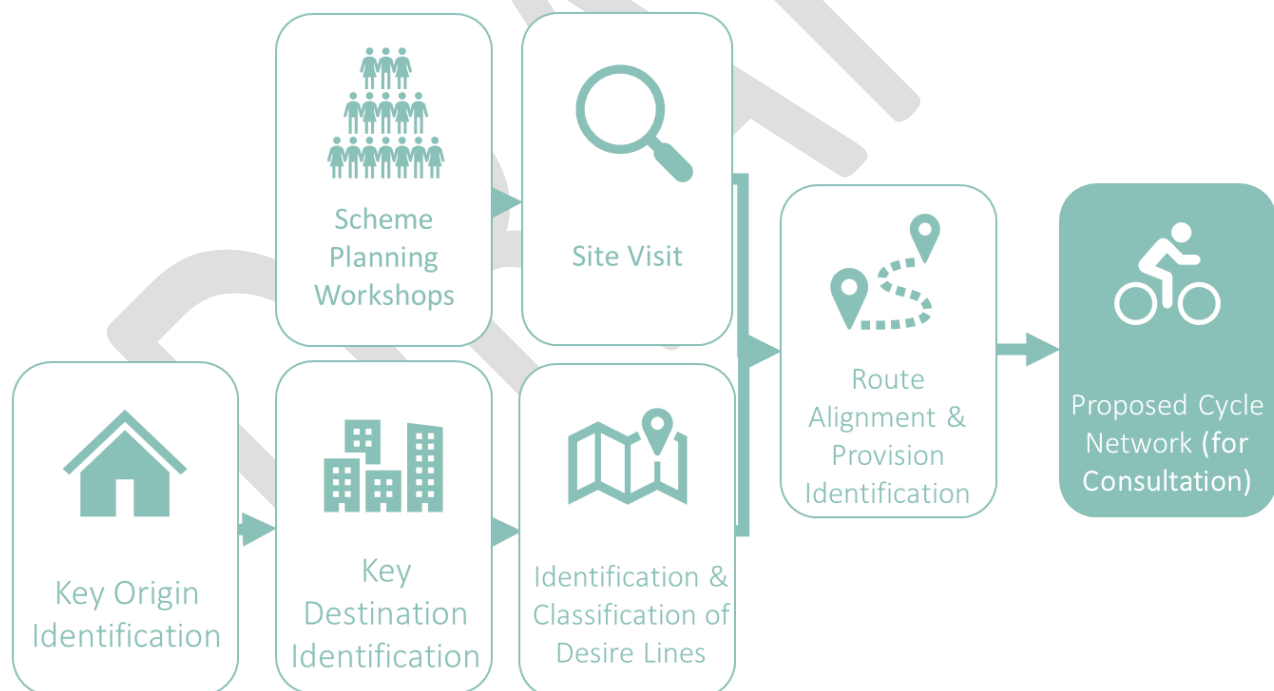 Scheme
Planning
Workshops
Site Visit
Key Origin
Identification
Key
Destination
Identification
Identification &
Classification of
Desire Lines
Route
Alignment &
Provision
Identification
Proposed Cycle
Network (for
Consultation)